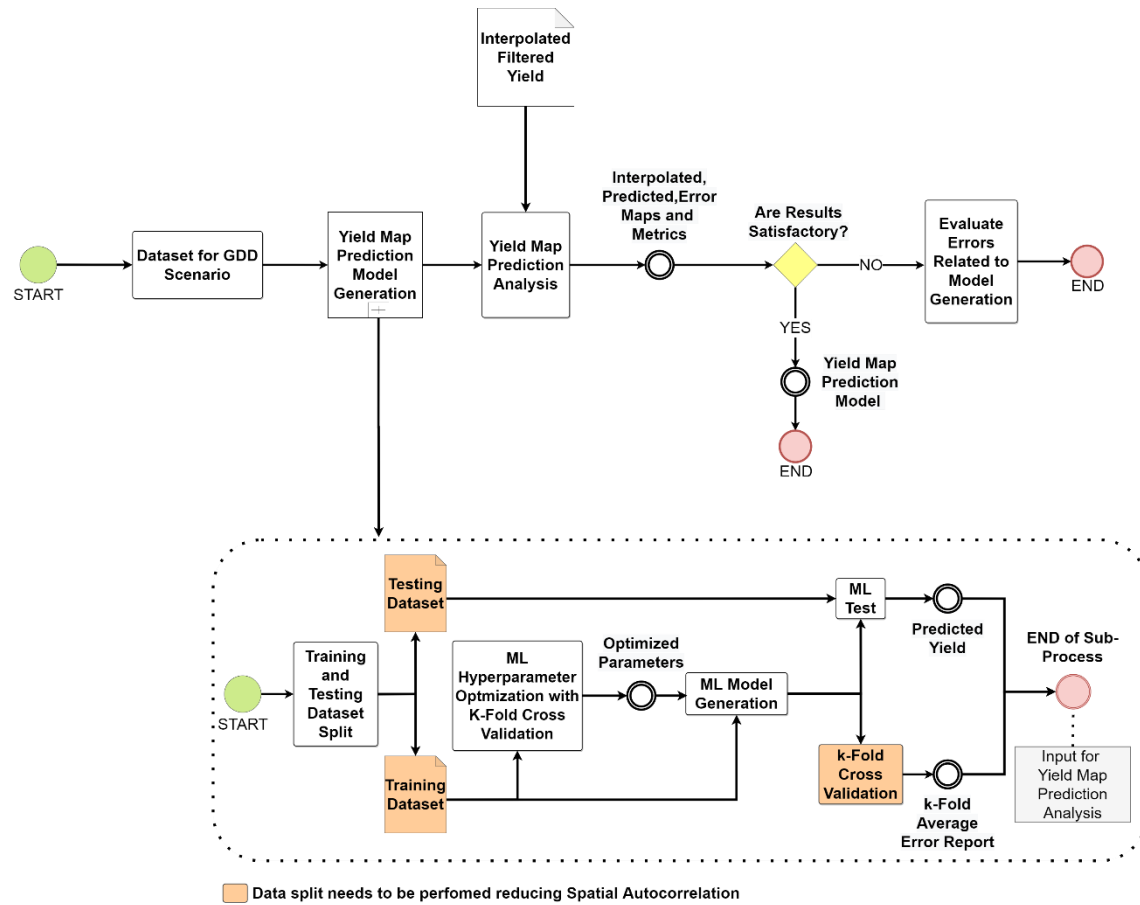 Interpolated
Filtered
Yield
START
Dataset for GDD
Scenario
Yield Map
Prediction
Model
Generation
Yield Map
Prediction
Analysis
Interpolated,
Predicted,Error
Maps and
Metrics
Are Results
Satisfactory?
NO
Evaluate
Errors
Related to
Model
Generation
END
YES
Yield Map
Prediction
Model
END
START
Training
and
Testing
Dataset
Split
Testing
Dataset
Training
Dataset
ML
Hyperparameter
Optmization with
K-Fold Cross
Validation
Optimized
Parameters
ML Model
Generation
ML
Test
Predicted
Yield
k-Fold
Cross
Validation
k-Fold
Average
Error Report
END of Sub-
Process
Input for
Yield Map
Prediction
Analysis
Data split needs to be perfomed reducing Spatial Autocorrelation